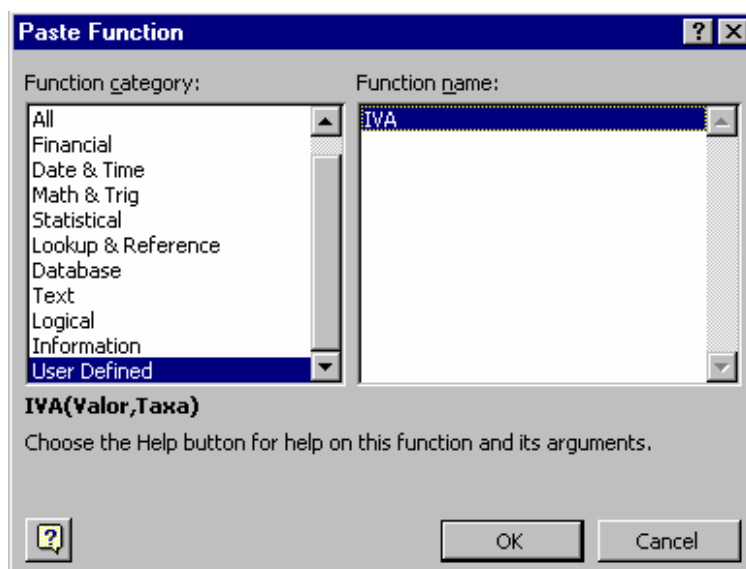 Paste Function
Function category:
Function name:
All
Financial
Date & Time
Math & Trig
Statistical
Lookup & Reference
Database
Text
Logical
Information
User Defined
IVA
IVA(Valor,Taxa)
Choose the Help button for help on this function and its arguments.
OK
Cancel